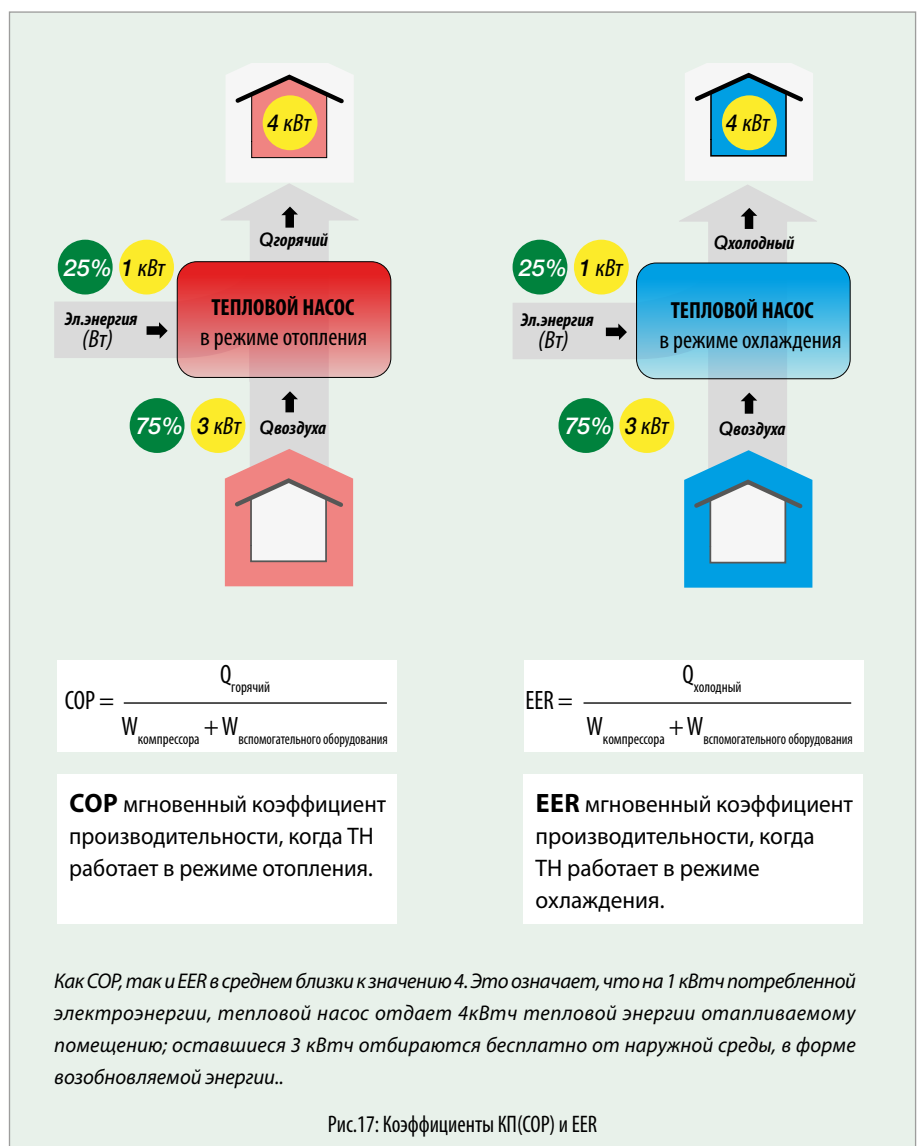 4 кВт
Qгорячий
25% 1 кВт
Эл.энергия
(Вт)
ТЕПЛОВОЙ НАСОС
в режиме отопления
75% 3 кВт
Qвоздуха
4 кВт
Qхолодный
25% 1 кВт
Эл.энергия
(Вт)
ТЕПЛОВОЙ НАСОС
в режиме охлаждения
75% 3 кВт
Qвоздуха
COP = Qгорячий
Wкомпрессора + Wвспомогательного оборудования
EER = Qхолодный
Wкомпрессора + Wвспомогательного оборудования
COP мгновенный коэффициент
производительности, когда ТН
работает в режиме отопления.
EER мгновенный коэффициент
производительности, когда
ТН работает в режиме
охлаждения.
Как COP, так и EER в среднем близки к значению 4. Это означает, что на 1 кВтч потребленной
электроэнергии, тепловой насос отдает 4кВтч тепловой энергии отапливаемому
помещению; оставшиеся 3 кВтч отбираются бесплатно от наружной среды, в форме
возобновляемой энергии..
Рис.17: Коэффициенты КП(COP) и EER